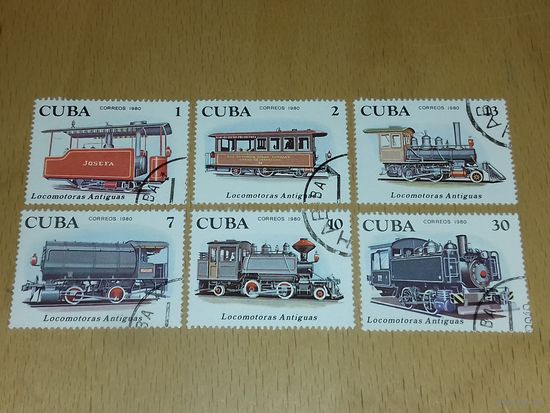 CUBA CORREOS 1980 1
JOSEFA
Locomotoras Antiguas
CUBA CORREOS 1980 2
Locomotoras Antiguas
CUBA CORREOS 1980 13
Locomotoras Antiguas
CUBA CORREOS 1980 7
Locomotoras Antiguas
CUBA CORREOS 1980 10
Locomotoras Antiguas
CUBA CORREOS 1980 30
Locomotoras Antiguas